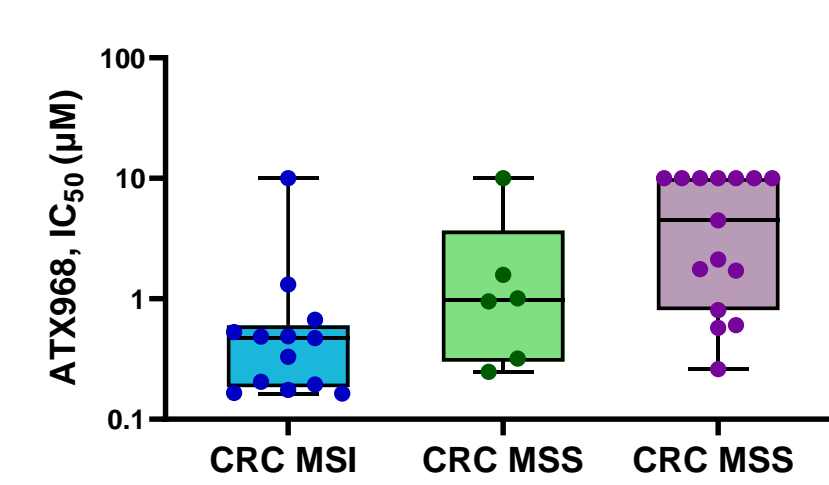 100
10
1
0.1
ATX968, IC50 (μM)
CRC MSI
CRC MSS
CRC MSS